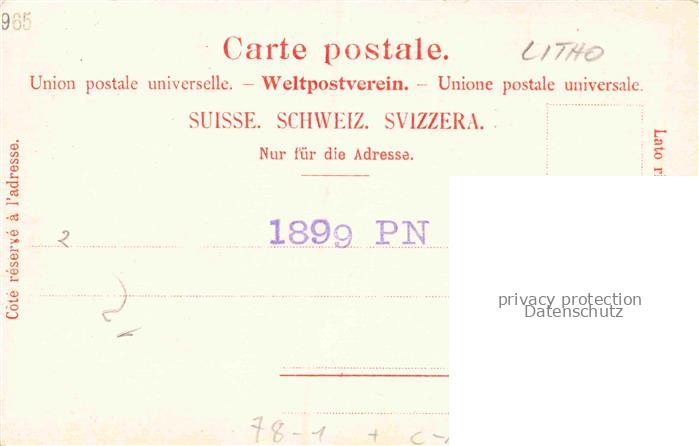 965
Carte postale.
LITHO
Union postale universelle. – Weltpostverein. – Unione postale universale.
SUISSE. SCHWEIZ. SVIZZERA.
Nur für die Adresse.
Côté réservé à l'adresse.
Lato
2
1899 PN
privacy protection
Datenschutz
78-1 + C-